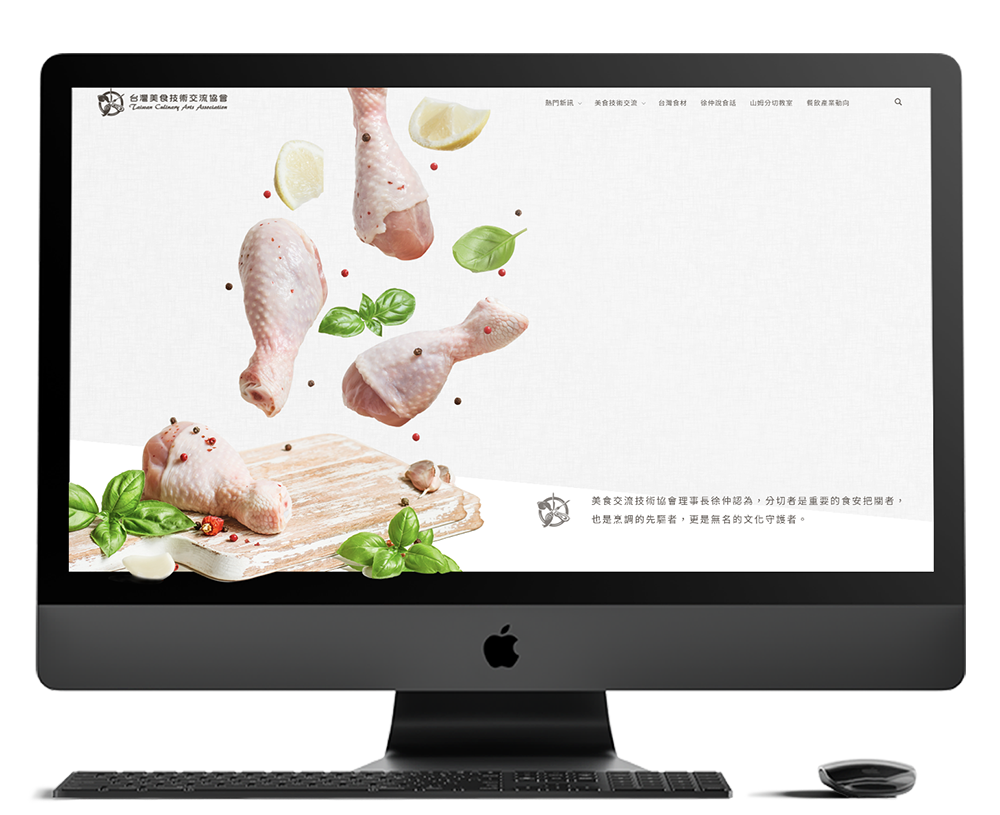 台灣美食技術交流協會
Taiwan Culinary Arts Association
熱門新訊 美食技術交流 台灣食材 徐仲說食話 山姆分切教室 餐飲產業動向
美食交流技術協會理事長徐仲認為，分切者是重要的食安把關者，
也是烹調的先驅者，更是無名的文化守護者。